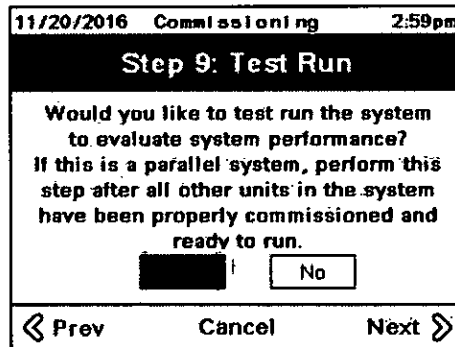 11/20/2016 Commissioning 2:59pm
Step 9: Test Run
Would you like to test run the system
to evaluate system performance?
If this is a parallel system, perform this
step after all other units in the system
have been properly commissioned and
ready to run.
No
Prev Cancel Next